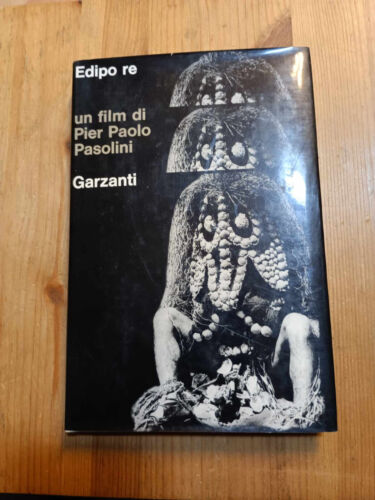 Edipo re
un film di
Pier Paolo
Pasolini
Garzanti